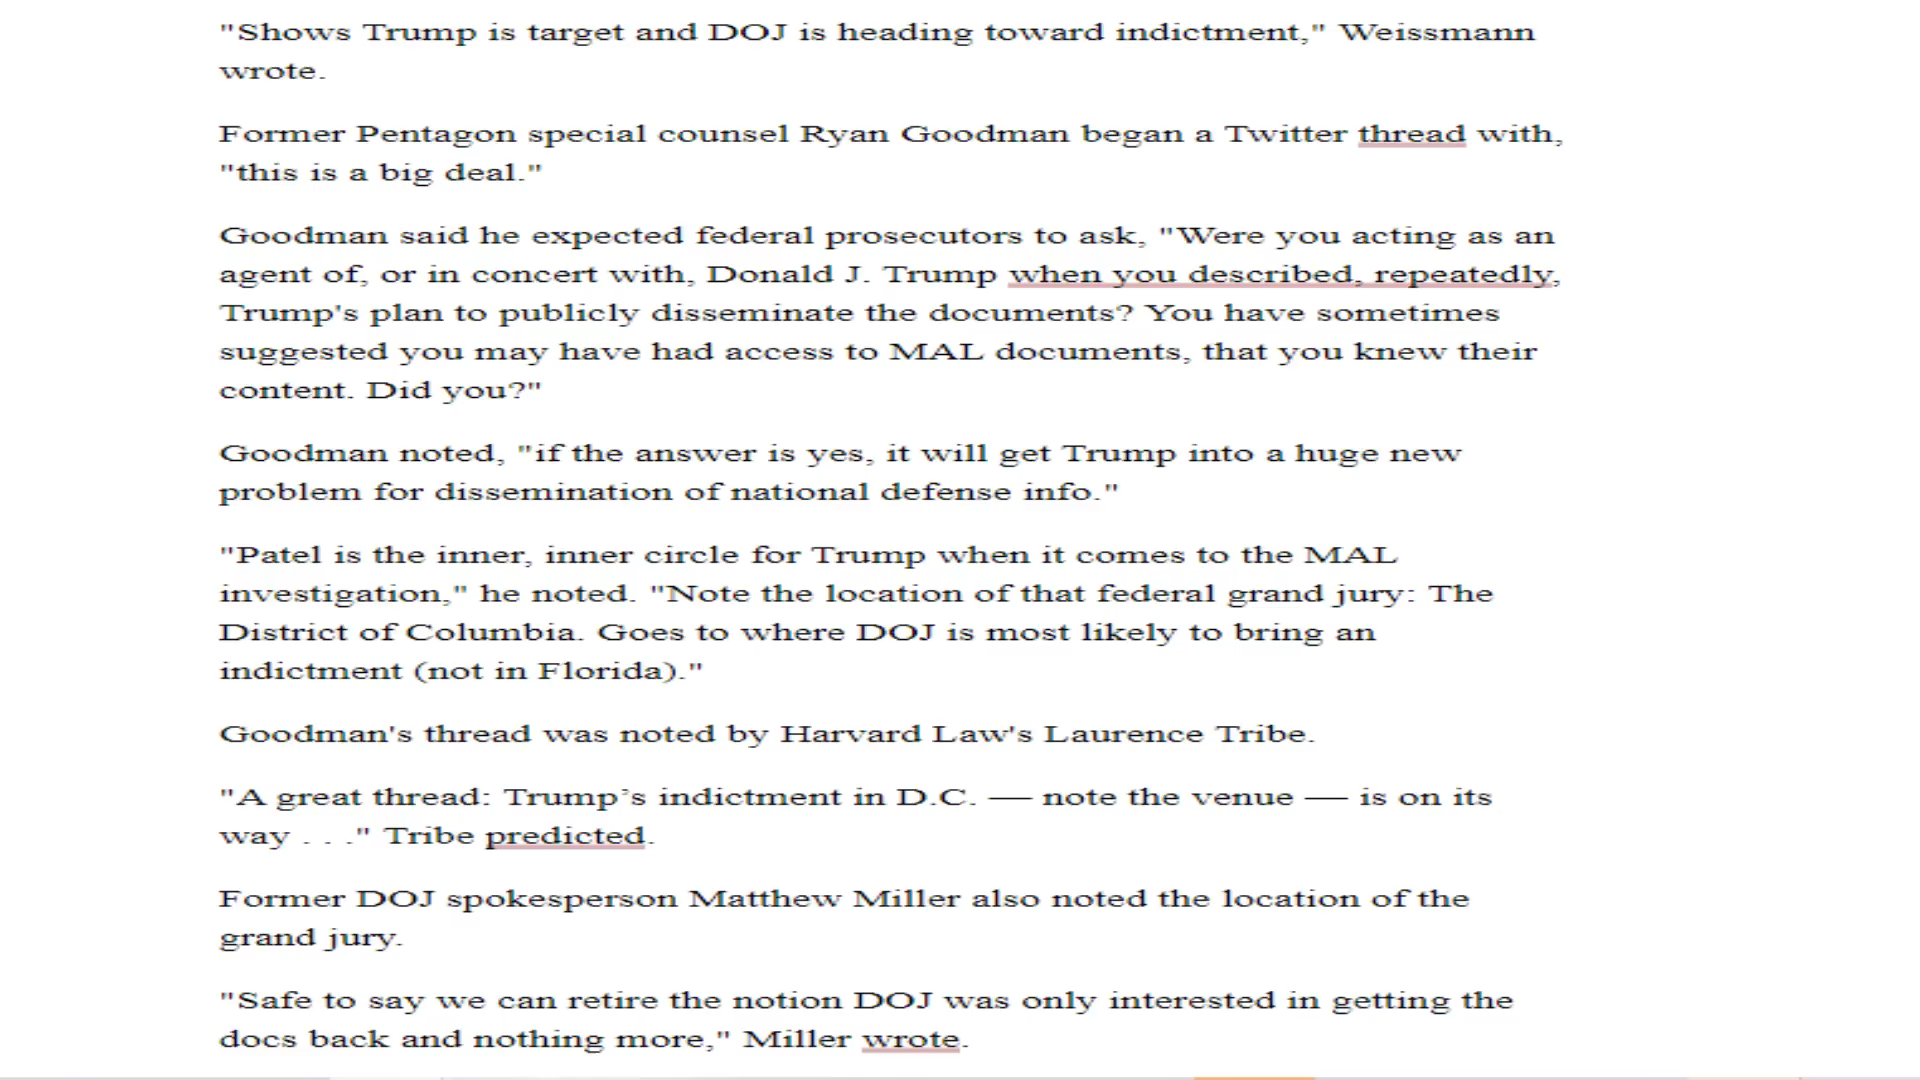 "Shows Trump is target and DOJ is heading toward indictment," Weissmann
wrote.
Former Pentagon special counsel Ryan Goodman began a Twitter thread with,
"this is a big deal."
Goodman said he expected federal prosecutors to ask, "Were you acting as an
agent of, or in concert with, Donald J. Trump when you described, repeatedly,
Trump's plan to publicly disseminate the documents? You have sometimes
suggested you may have had access to MAL documents, that you knew their
content. Did you?"
Goodman noted, "if the answer is yes, it will get Trump into a huge new
problem for dissemination of national defense info."
"Patel is the inner, inner circle for Trump when it comes to the MAL
investigation," he noted. "Note the location of that federal grand jury: The
District of Columbia. Goes to where DOJ is most likely to bring an
indictment (not in Florida)."
Goodman's thread was noted by Harvard Law's Laurence Tribe.
"A great thread: Trump’s indictment in D.C. — note the venue — is on its
way . . ." Tribe predicted.
Former DOJ spokesperson Matthew Miller also noted the location of the
grand jury.
"Safe to say we can retire the notion DOJ was only interested in getting the
docs back and nothing more," Miller wrote.